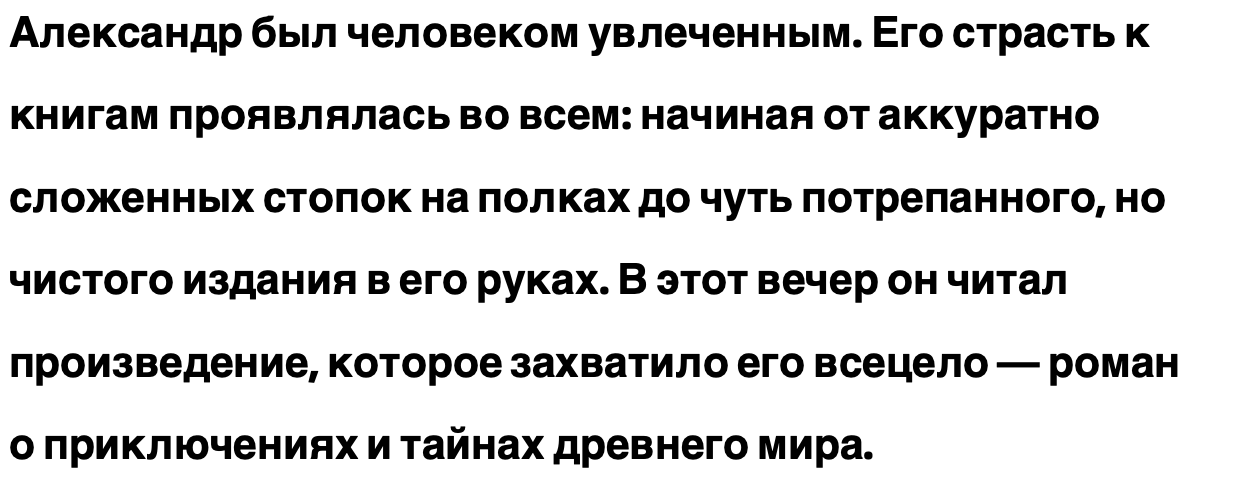 Александр был человеком увлеченным. Его страсть к
книгам проявлялась во всем: начиная от аккуратно
сложенных стопок на полках до чуть потрепанного, но
чистого издания в его руках. В этот вечер он читал
произведение, которое захватило его всецело — роман
о приключениях и тайнах древнего мира.